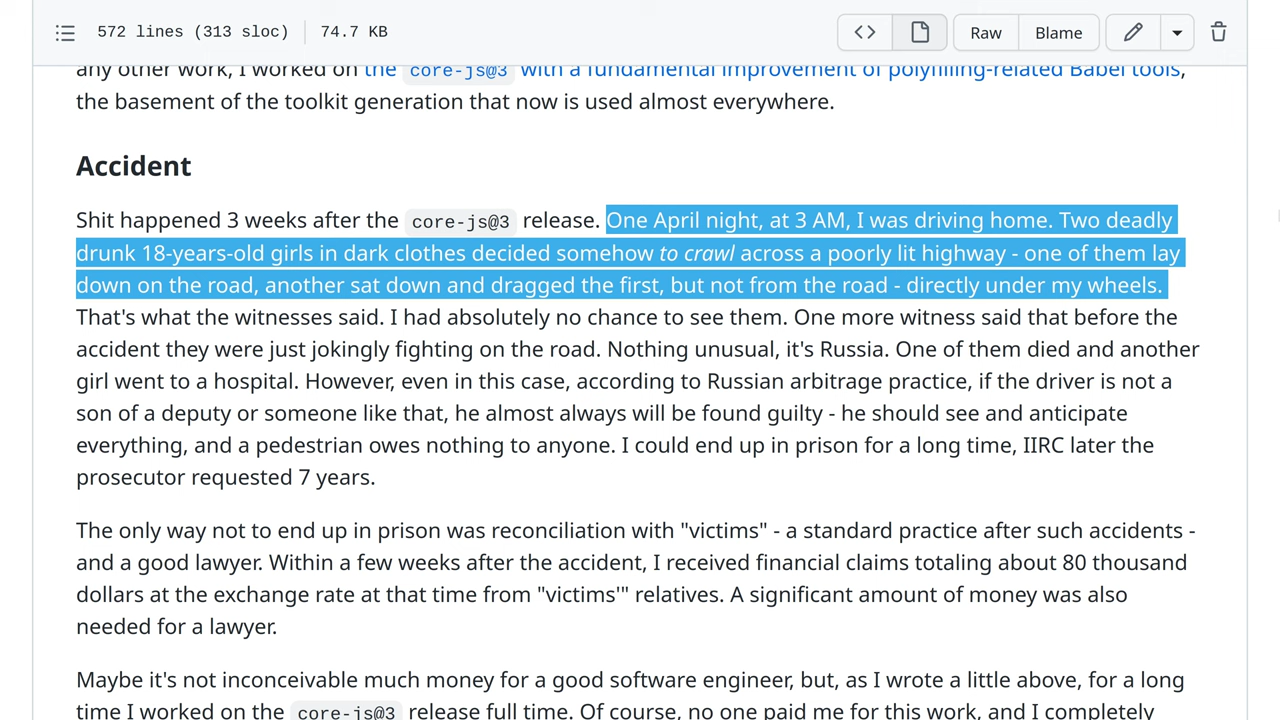 572 lines (313 sloc) 74.7 KB Raw Blame
any other work, I worked on the core-js@3 with a fundamental improvement of polyfilling-related Babel tools,
the basement of the toolkit generation that now is used almost everywhere.
Accident
Shit happened 3 weeks after the core-js@3 release. One April night, at 3 AM, I was driving home. Two deadly
drunk 18-years-old girls in dark clothes decided somehow to crawl across a poorly lit highway - one of them lay
down on the road, another sat down and dragged the first, but not from the road - directly under my wheels.
That's what the witnesses said. I had absolutely no chance to see them. One more witness said that before the
accident they were just jokingly fighting on the road. Nothing unusual, it's Russia. One of them died and another
girl went to a hospital. However, even in this case, according to Russian arbitrage practice, if the driver is not a
son of a deputy or someone like that, he almost always will be found guilty - he should see and anticipate
everything, and a pedestrian owes nothing to anyone. I could end up in prison for a long time, IIRC later the
prosecutor requested 7 years.
The only way not to end up in prison was reconciliation with "victims" - a standard practice after such accidents -
and a good lawyer. Within a few weeks after the accident, I received financial claims totaling about 80 thousand
dollars at the exchange rate at that time from "victims'" relatives. A significant amount of money was also
needed for a lawyer.
Maybe it's not inconceivable much money for a good software engineer, but, as I wrote a little above, for a long
time I worked on the core-js@3 release full time. Of course, no one paid me for this work, and I completely